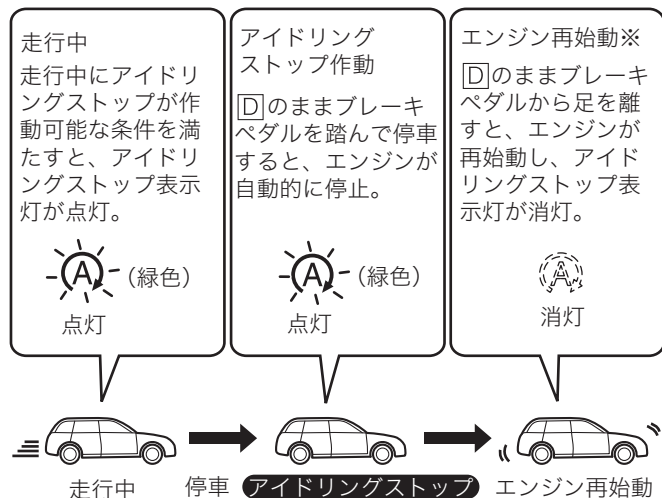 走行中
走行中にアイドリ
ングストップが作
動可能な条件を満
たすと、アイドリ
ングストップ表示
灯が点灯。
A
(緑色)
点灯
アイドリング
ストップ作動
Dのままブレーキ
ペダルを踏んで停車
すると、エンジンが
自動的に停止。
A
(緑色)
点灯
エンジン再始動※
Dのままブレーキ
ペダルから足を離
すと、エンジンが
再始動し、アイド
リングストップ表
示灯が消灯。
A
消灯
走行中 停車 アイドリングストップ エンジン再始動